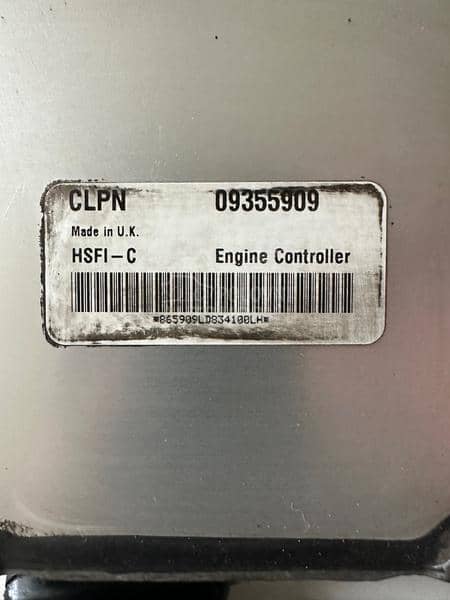 CLPN 09355909
Made in U.K.
HSFI-C Engine Controller
*865909LD834100LH*